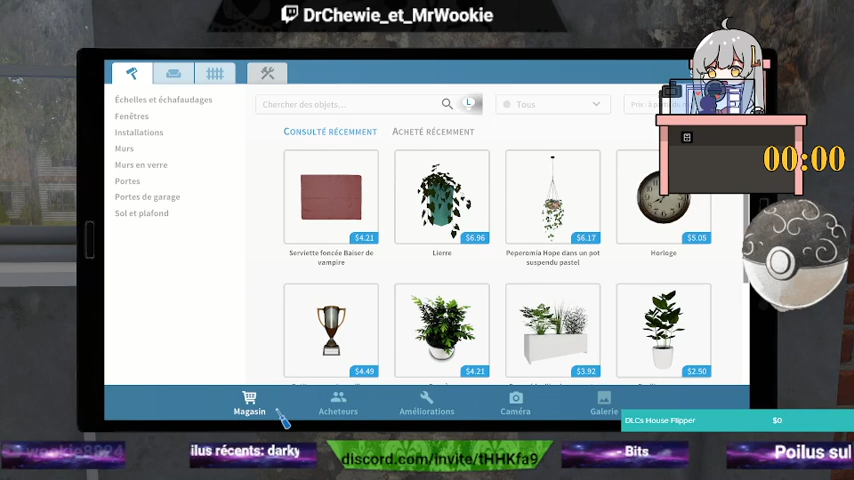 DrChewie_et_MrWookie
Échelles et échafaudages
Fenêtres
Installations
Murs
Murs en verre
Portes
Portes de garage
Sol et plafond
Chercher des objets...
L
Tous
CONSULTÉ RÉCEMMENT
ACHETÉ RÉCEMMENT
00:00
$4.21
$6.96
$6.17
$5.05
Serviette foncée Baiser de vampire
Lierre
Peperomia Hope dans un pot suspendu pastel
Horloge
$4.49
$4.21
$3.92
$2.50
Magasin
Acheteurs
Améliorations
Caméra
Galerie
DLCs House Flipper
$0
ilus récents: darky
discord.com/invite/tHHKfa9
- Bits
Poilus sul